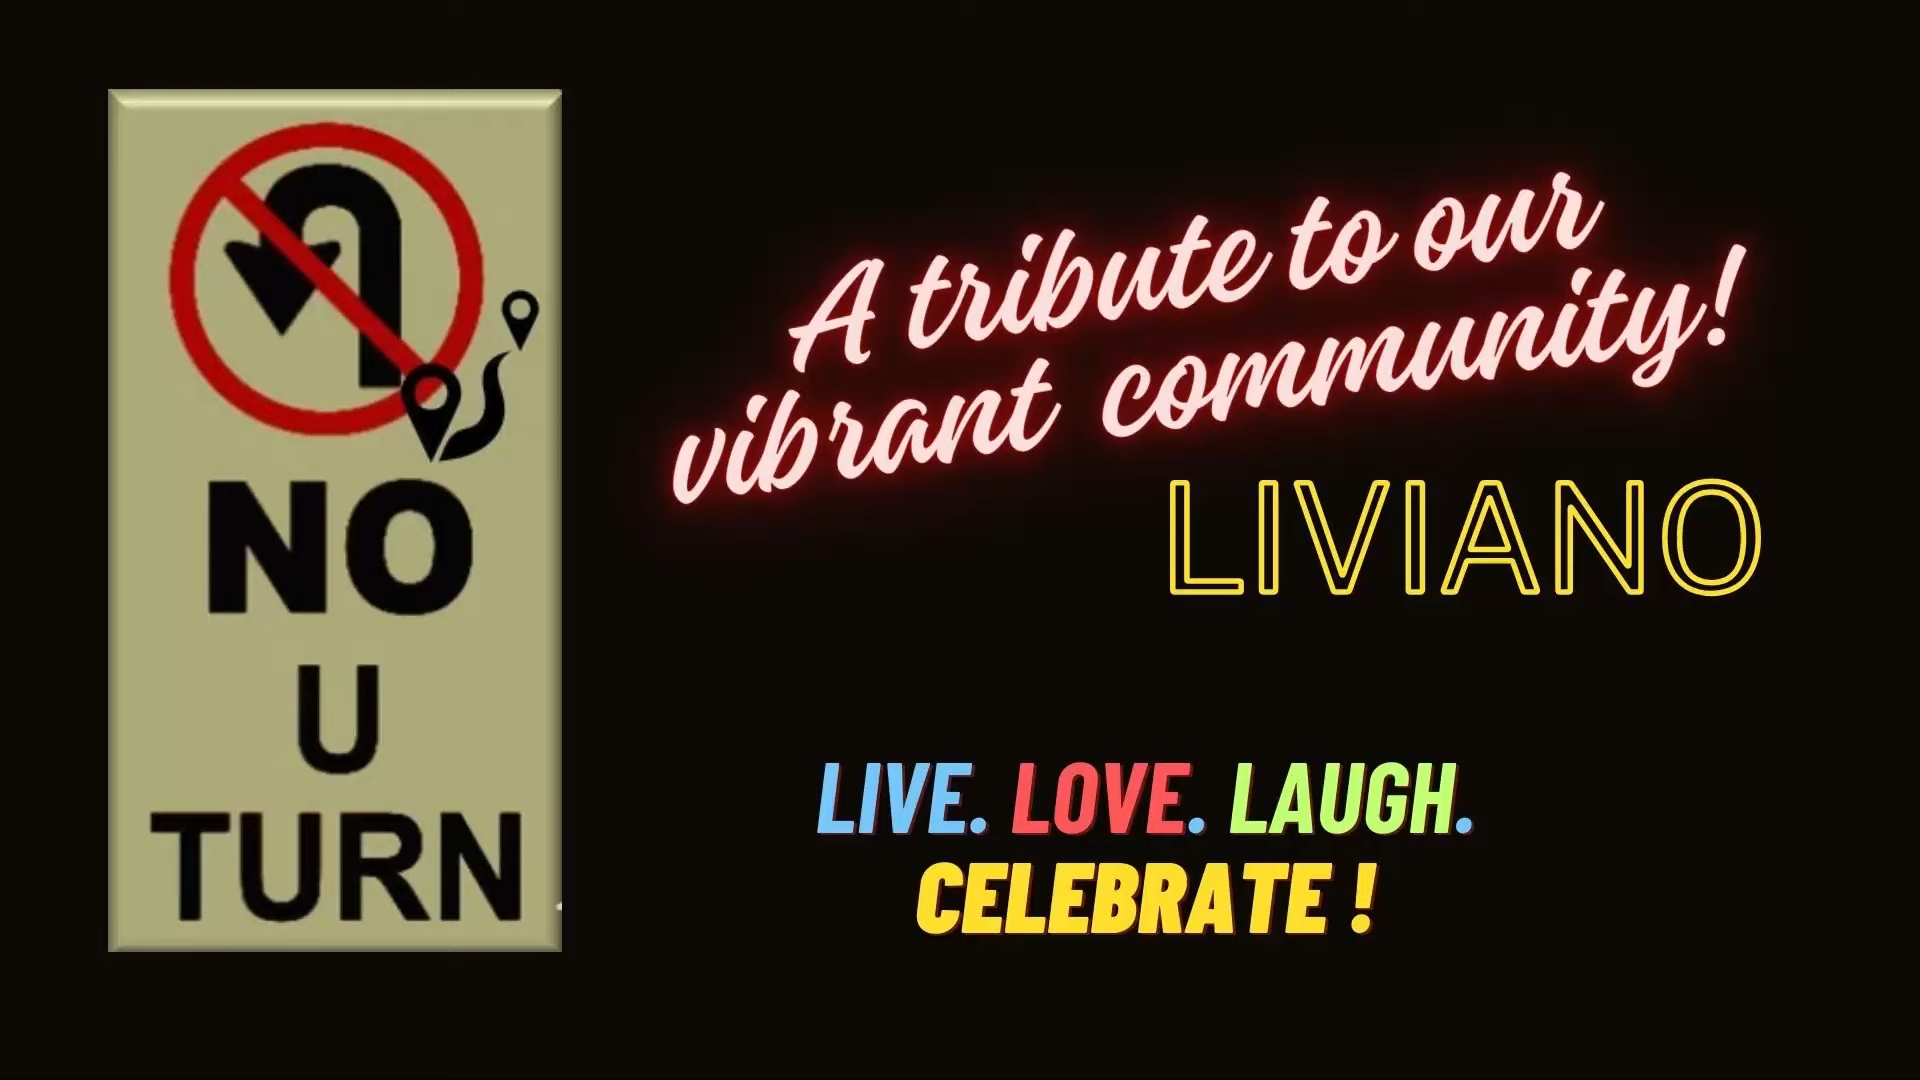 NO
U
TURN
A tribute to our
vibrant community!
LIVIANO
LIVE. LOVE. LAUGH.
CELEBRATE !